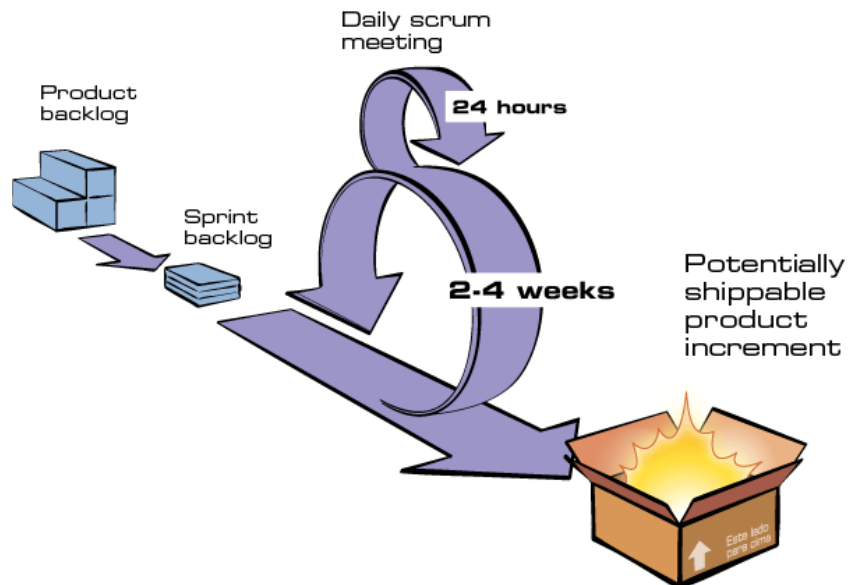 Daily scrum
meeting
24 hours
Product
backlog
Sprint
backlog
2-4 weeks
Potentially
shippable
product
increment
Este lado
para cima